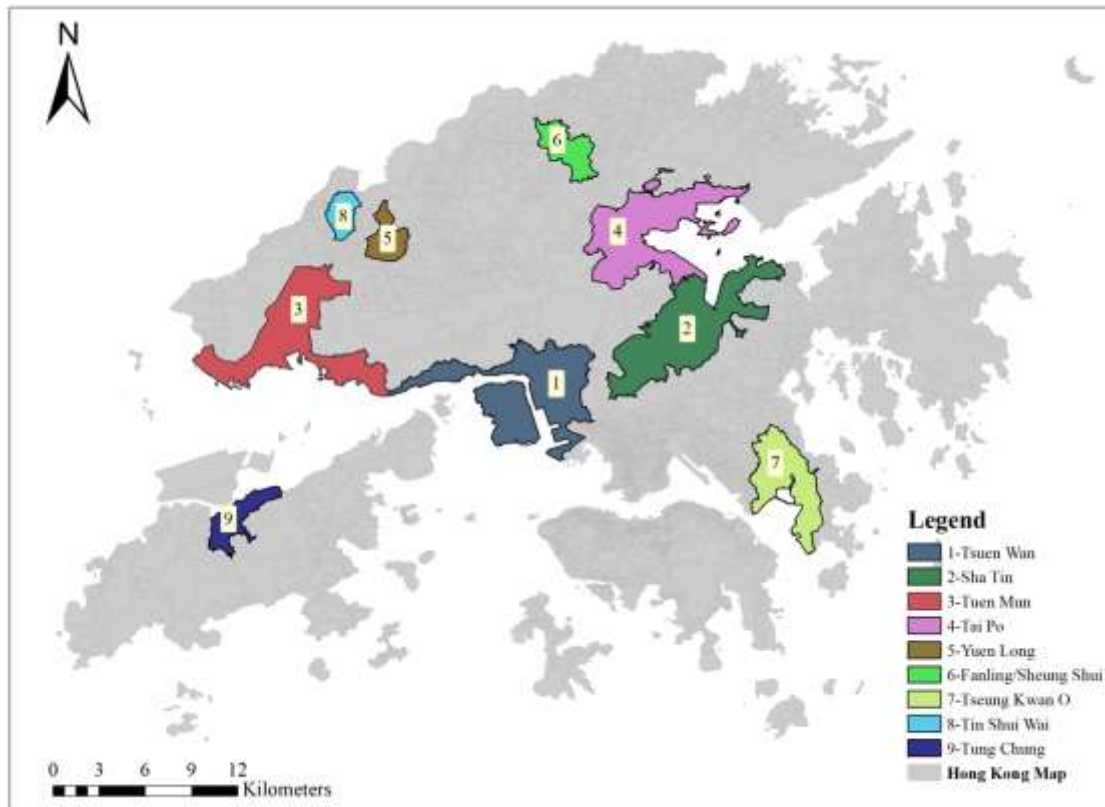 N
6
8
5
4
3
2
1
7
9
Legend
1-Tsuen Wan
2-Sha Tin
3-Tuen Mun
4-Tai Po
5-Yuen Long
6-Fanling/Sheung Shui
7-Tseung Kwan O
8-Tin Shui Wai
9-Tung Chung
Hong Kong Map
0 3 6 9 12
Kilometers